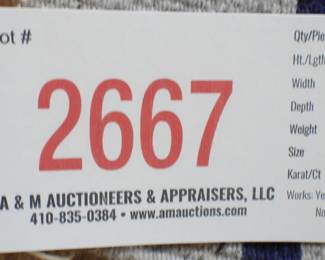 ot #
2667
A & M AUCTIONEERS & APPRAISERS, LLC
410-835-0384 • www.amauctions.com
Qty/Pie
Ht./Lgth
Width
Depth
Weight
Size
Karat/Ct
Works: Ye
No